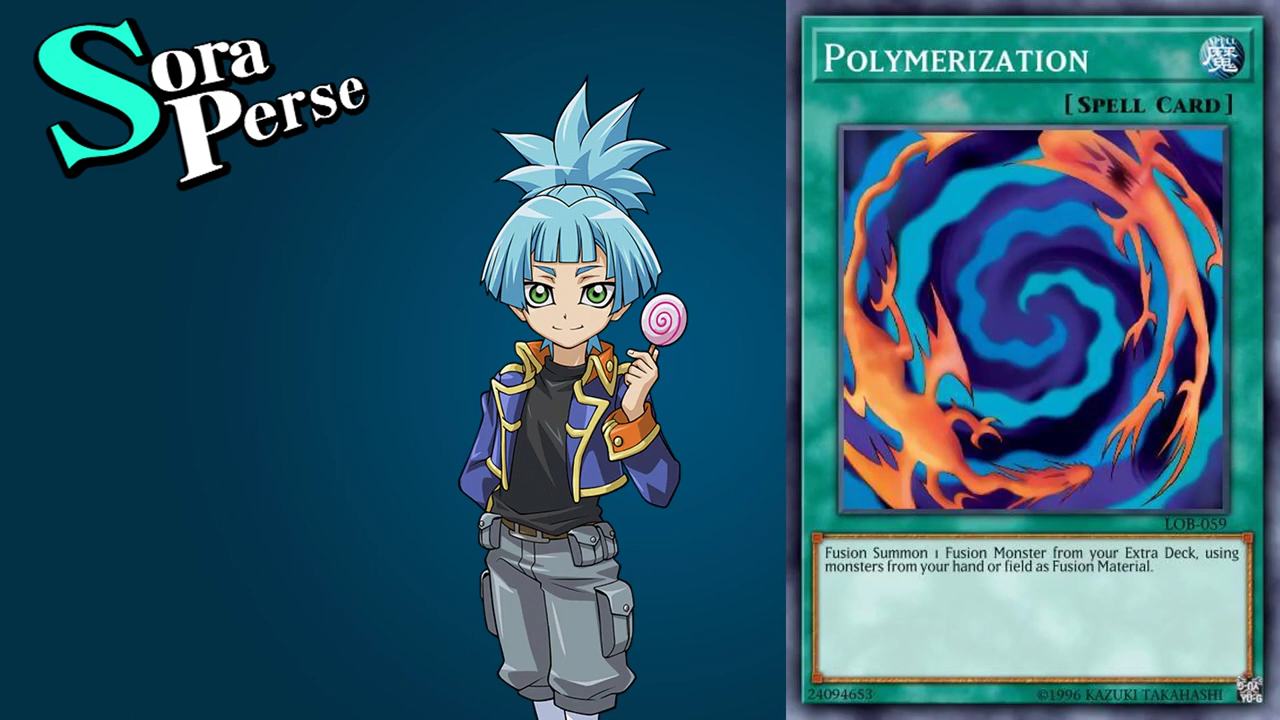 Sora
Perse
POLYMERIZATION
SPELL
魔
[SPELL CARD]
LOB-059
Fusion Summon 1 Fusion Monster from your Extra Deck, using
monsters from your hand or field as Fusion Material.
24094653
©1996 KAZUKI TAKAHASHI